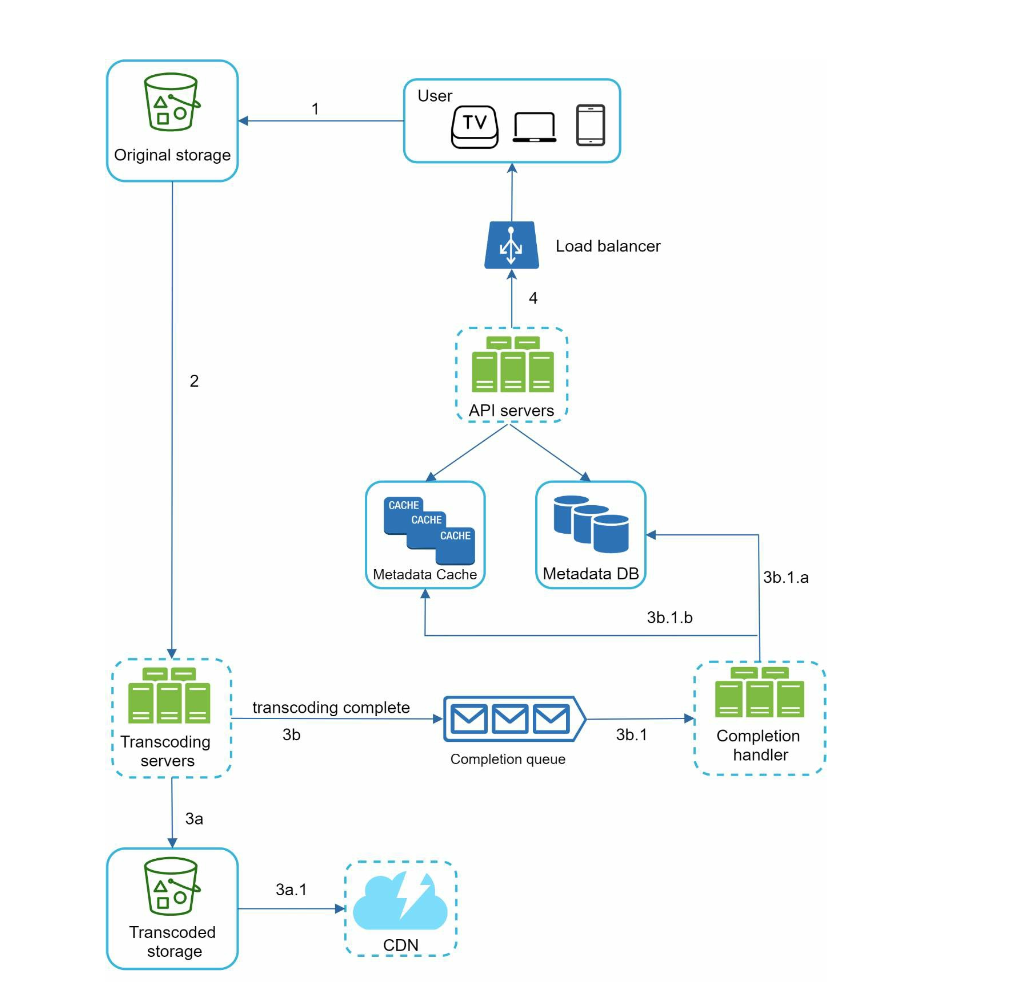 User
TV
1
Original storage
Load balancer
4
2
API servers
CACHE
CACHE
CACHE
Metadata Cache
Metadata DB
3b.1.a
3b.1.b
transcoding complete
3b
3b.1
Completion queue
Transcoding
servers
Completion
handler
3a
3a.1
Transcoded
storage
CDN